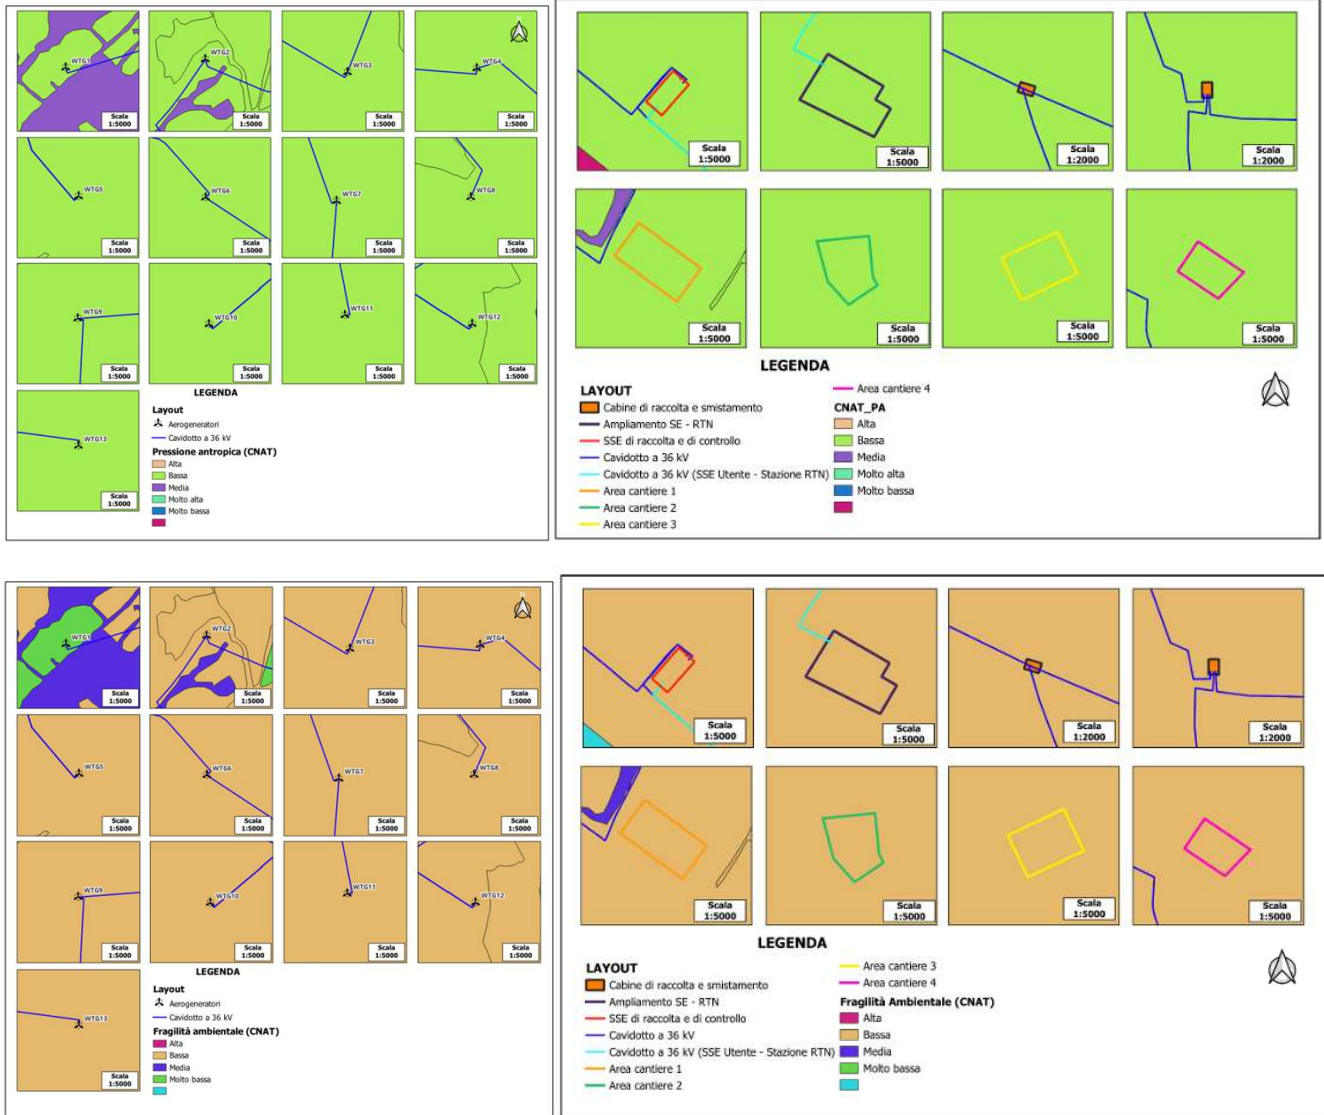 WTG1
WTG2
WTG3
WTG4
Scala
1:5000
Scala
1:5000
Scala
1:5000
Scala
1:5000
WTG5
WTG6
WTG7
WTG8
Scala
1:5000
Scala
1:5000
Scala
1:5000
Scala
1:5000
WTG9
WTG10
WTG11
WTG12
Scala
1:5000
Scala
1:5000
Scala
1:5000
Scala
1:5000
WTG13
Scala
1:5000
LEGENDA
Layout
Aerogeneratori
Cavidotto a 36 kV
Pressione antropica (CNAT)
Alta
Bassa
Media
Molto alta
Molto bassa
Scala
1:5000
Scala
1:5000
Scala
1:2000
Scala
1:2000
Scala
1:5000
Scala
1:5000
Scala
1:5000
Scala
1:5000
LEGENDA
LAYOUT
Cabine di raccolta e smistamento
Ampliamento SE - RTN
SSE di raccolta e di controllo
Cavidotto a 36 kV
Cavidotto a 36 kV (SSE Utente - Stazione RTN)
Area cantiere 1
Area cantiere 2
Area cantiere 3
Area cantiere 4
CNAT_PA
Alta
Bassa
Media
Molto alta
Molto bassa
WTG1
WTG2
WTG3
WTG4
Scala
1:5000
Scala
1:5000
Scala
1:5000
Scala
1:5000
WTG5
WTG6
WTG7
WTG8
Scala
1:5000
Scala
1:5000
Scala
1:5000
Scala
1:5000
WTG9
WTG10
WTG11
WTG12
Scala
1:5000
Scala
1:5000
Scala
1:5000
Scala
1:5000
WTG13
Scala
1:5000
LEGENDA
Layout
Aerogeneratori
Cavidotto a 36 kV
Fragilità ambientale (CNAT)
Alta
Bassa
Media
Molto bassa
Scala
1:5000
Scala
1:5000
Scala
1:2000
Scala
1:2000
Scala
1:5000
Scala
1:5000
Scala
1:5000
Scala
1:5000
LEGENDA
LAYOUT
Cabine di raccolta e smistamento
Ampliamento SE - RTN
SSE di raccolta e di controllo
Cavidotto a 36 kV
Cavidotto a 36 kV (SSE Utente - Stazione RTN)
Area cantiere 1
Area cantiere 2
Area cantiere 3
Area cantiere 4
Fragilità Ambientale (CNAT)
Alta
Bassa
Media
Molto bassa